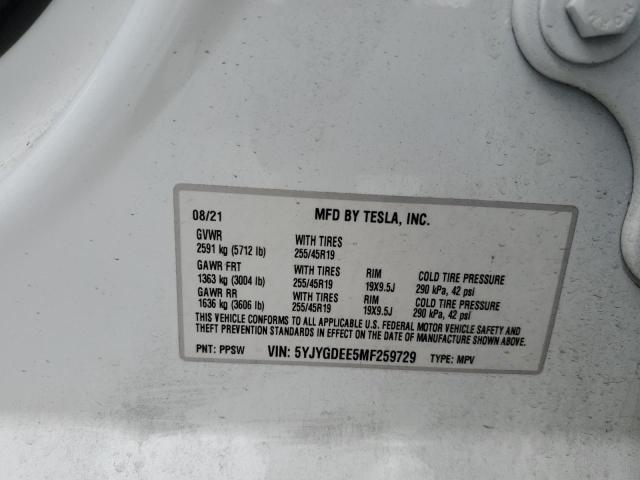 08/21 MFD BY TESLA, INC.
GVWR WITH TIRES
2591 kg (5712 lb) 255/45R19
GAWR FRT WITH TIRES RIM COLD TIRE PRESSURE
1363 kg (3004 lb) 255/45R19 19X9.5J 290 kPa, 42 psi
GAWR RR WITH TIRES RIM COLD TIRE PRESSURE
1636 kg (3606 lb) 255/45R19 19X9.5J 290 kPa, 42 psi
THIS VEHICLE CONFORMS TO ALL APPLICABLE U.S. FEDERAL MOTOR VEHICLE SAFETY AND
THEFT PREVENTION STANDARDS IN EFFECT ON THE DATE OF MANUFACTURE SHOWN ABOVE.
PNT: PPSW VIN: 5YJYGDEE5MF259729 TYPE: MPV